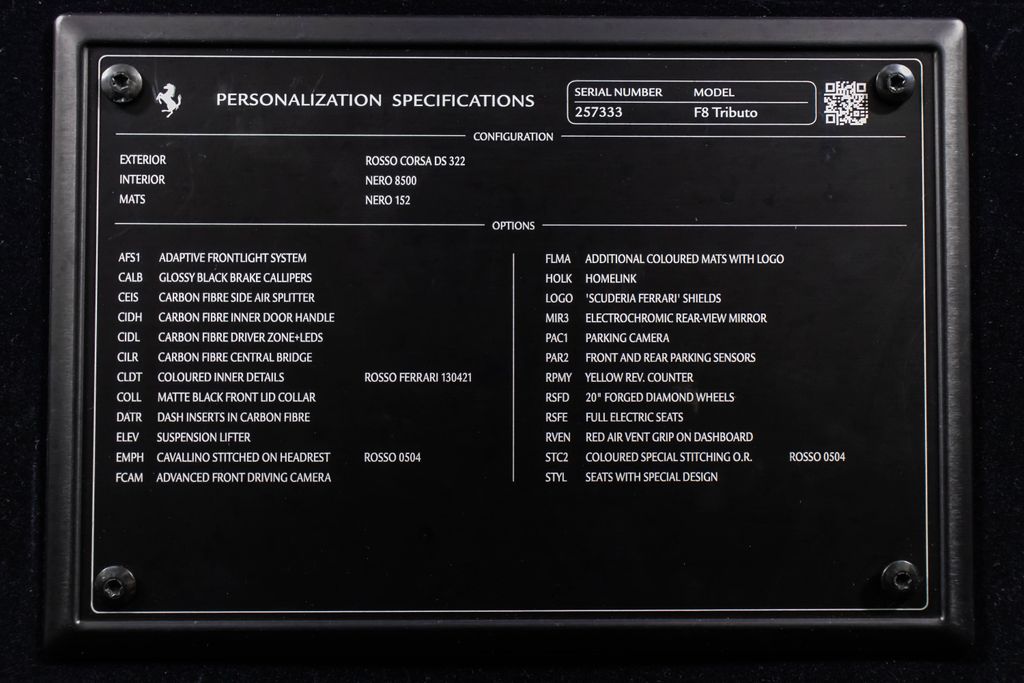 PERSONALIZATION SPECIFICATIONS
SERIAL NUMBER MODEL
257333 F8 Tributo
CONFIGURATION
EXTERIOR ROSSO CORSA DS 322
INTERIOR NERO 8500
MATS NERO 152
OPTIONS
AFS1 ADAPTIVE FRONTLIGHT SYSTEM
CALB GLOSSY BLACK BRAKE CALLIPERS
CEIS CARBON FIBRE SIDE AIR SPLITTER
CIDH CARBON FIBRE INNER DOOR HANDLE
CIDL CARBON FIBRE DRIVER ZONE+LEDS
CILR CARBON FIBRE CENTRAL BRIDGE
CLDT COLOURED INNER DETAILS ROSSO FERRARI 130421
COLL MATTE BLACK FRONT LID COLLAR
DATR DASH INSERTS IN CARBON FIBRE
ELEV SUSPENSION LIFTER
EMPH CAVALLINO STITCHED ON HEADREST ROSSO 0504
FCAM ADVANCED FRONT DRIVING CAMERA
FLMA ADDITIONAL COLOURED MATS WITH LOGO
HOLK HOMELINK
LOGO 'SCUDERIA FERRARI' SHIELDS
MIR3 ELECTROCHROMIC REAR-VIEW MIRROR
PAC1 PARKING CAMERA
PAR2 FRONT AND REAR PARKING SENSORS
RPMY YELLOW REV. COUNTER
RSFD 20" FORGED DIAMOND WHEELS
RSFE FULL ELECTRIC SEATS
RVEN RED AIR VENT GRIP ON DASHBOARD
STC2 COLOURED SPECIAL STITCHING O.R. ROSSO 0504
STYL SEATS WITH SPECIAL DESIGN